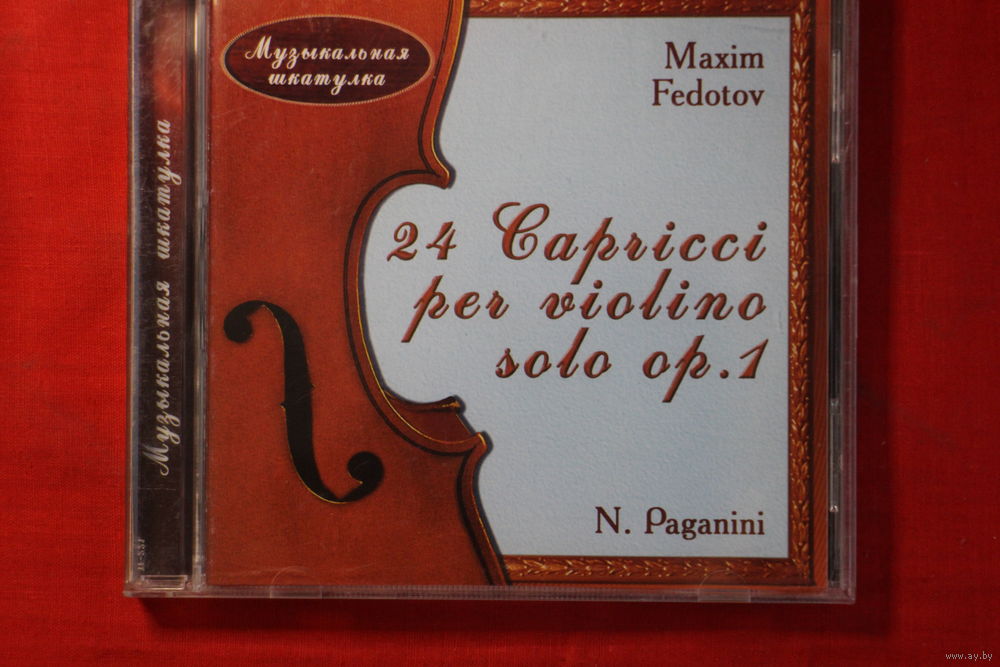 Музыкальная
шкатулка
Maxim
Fedotov
24 Capricci
per violino
solo op.1
N. Paganini
Музыкальная шкатулка
www.ay.by